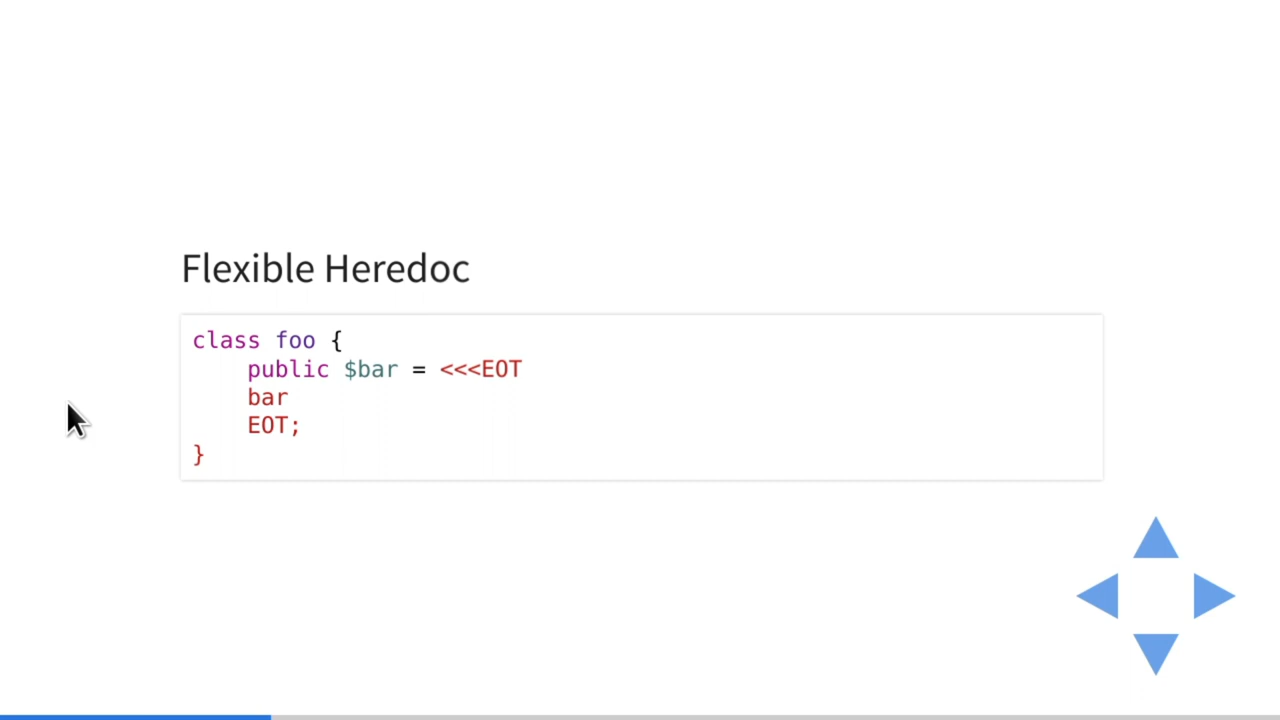 Flexible Heredoc
class foo {
    public $bar = <<<EOT
    bar
    EOT;
}